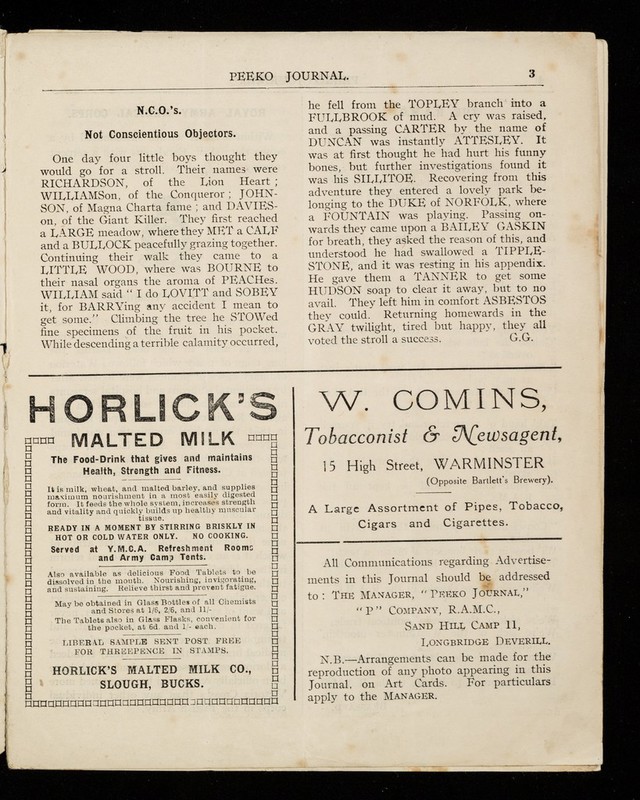 PEEKO JOURNAL.
3
N.C.O.'s.
Not Conscientious Objectors.
One day four little boys thought they
would go for a stroll. Their names were
RICHARDSON, of the Lion Heart;
WILLIAMSon, of the Conqueror; JOHN-
SON, of Magna Charta fame; and DAVIES-
on, of the Giant Killer. They first reached
a LARGE meadow, where they MET a CALF
and a BULLOCK peacefully grazing together.
Continuing their walk they came to a
LITTLE WOOD, where was BOURNE to
their nasal organs the aroma of PEACHes.
WILLIAM said " I do LOVITT and SOBEY
it, for BARRYing any accident I mean to
get some." Climbing the tree he STOWed
fine specimens of the fruit in his pocket.
While descending a terrible calamity occurred,
he fell from the TOPLEY branch into a
FULLBROOK of mud. A cry was raised,
and a passing CARTER by the name of
DUNCAN was instantly ATTESLEY. It
was at first thought he had hurt his funny
bones, but further investigations found it
was his SILLITOE. Recovering from this
adventure they entered a lovely park be-
longing to the DUKE of NORFOLK, where
a FOUNTAIN was playing. Passing on-
wards they came upon a BAILEY GASKIN
for breath, they asked the reason of this, and
understood he had swallowed a TIPPLE-
STONE, and it was resting in his appendix.
He gave them a TANNER to get some
HUDSON soap to clear it away, but to no
avail. They left him in comfort ASBESTOS
they could. Returning homewards in the
GRAY twilight, tired but happy, they all
voted the stroll a success. G.G.
HORLICK'S
MALTED MILK
The Food-Drink that gives and maintains
Health, Strength and Fitness.
It is milk, wheat, and malted barley, and supplies
maximum nourishment in a most easily digested
form. It feeds the whole system, increases strength
and vitality and quickly builds up healthy muscular
tissue.
READY IN A MOMENT BY STIRRING BRISKLY IN
HOT OR COLD WATER ONLY. NO COOKING.
Served at Y.M.C.A. Refreshment Rooms
and Army Camp Tents.
Also available as delicious Food Tablets to be
dissolved in the mouth. Nourishing, invigorating,
and sustaining. Relieve thirst and prevent fatigue.
May be obtained in Glass Bottles of all Chemists
and Stores at 1/6, 2/6, and 11/-
The Tablets also in Glass Flasks, convenient for
the pocket, at 6d. and 1/- each.
LIBERAL SAMPLE SENT POST FREE
FOR THREEPENCE IN STAMPS.
HORLICK'S MALTED MILK CO.,
SLOUGH, BUCKS.
W. COMINS,
Tobacconist & Newsagent,
15 High Street, WARMINSTER
(Opposite Bartlett's Brewery).
A Large Assortment of Pipes, Tobacco,
Cigars and Cigarettes.
All Communications regarding Advertise-
ments in this Journal should be addressed
to: THE MANAGER, "PEEKO JOURNAL,"
"P" COMPANY, R.A.M.C.,
SAND HILL CAMP 11,
LONGBRIDGE DEVERILL.
N.B.—Arrangements can be made for the
reproduction of any photo appearing in this
Journal, on Art Cards. For particulars
apply to the MANAGER.